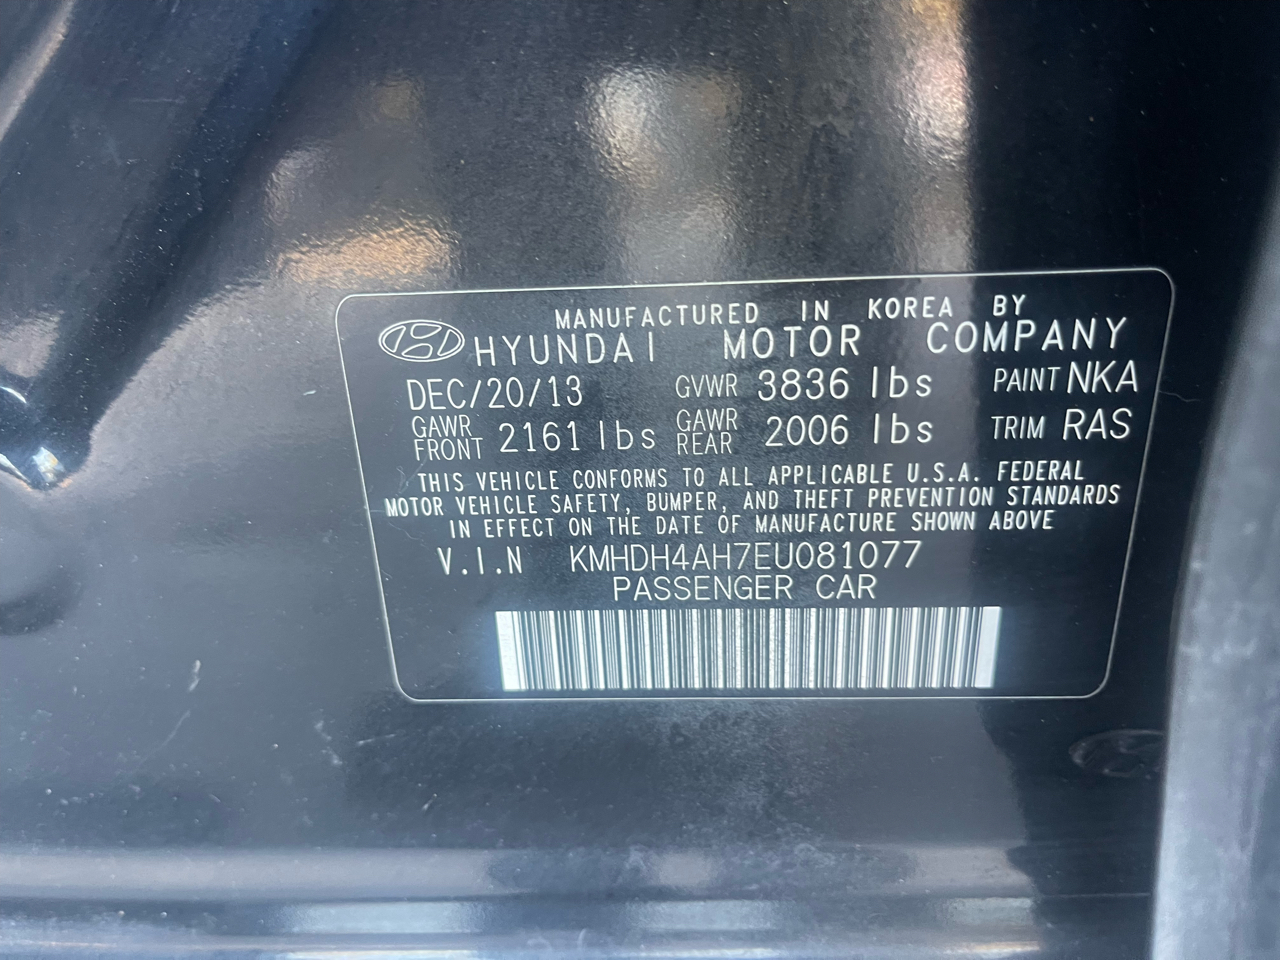 MANUFACTURED IN KOREA BY
HYUNDAI MOTOR COMPANY
DEC/20/13 GVWR 3836 lbs PAINT NKA
GAWR FRONT 2161 lbs GAWR REAR 2006 lbs TRIM RAS
THIS VEHICLE CONFORMS TO ALL APPLICABLE U.S.A. FEDERAL
MOTOR VEHICLE SAFETY, BUMPER, AND THEFT PREVENTION STANDARDS
IN EFFECT ON THE DATE OF MANUFACTURE SHOWN ABOVE
V.I.N KMHDH4AH7EU081077
PASSENGER CAR